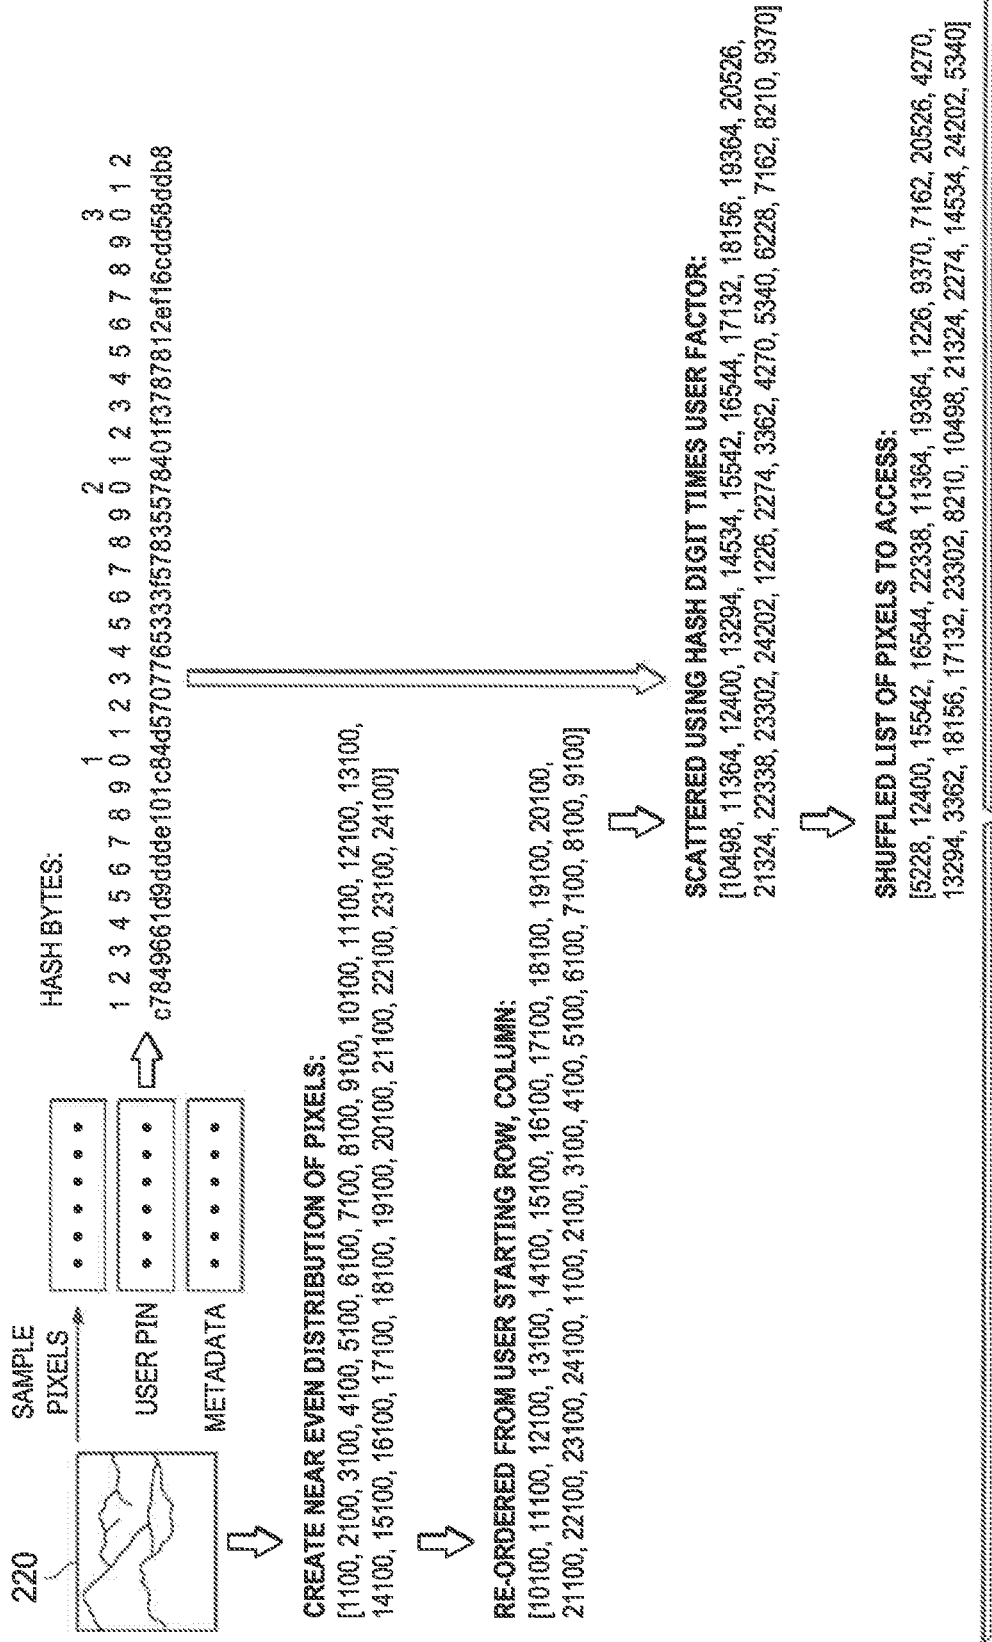 220
SAMPLE
PIXELS
USER PIN
METADATA
HASH BYTES:
1 2 3
1 2 3 4 5 6 7 8 9 0 1 2 3 4 5 6 7 8 9 0 1 2 3 4 5 6 7 8 9 0 1 2
c7849661d9ddde101c84d5707765333f57835578401f3787812ef16cdd58ddb8
CREATE NEAR EVEN DISTRIBUTION OF PIXELS:
[1100, 2100, 3100, 4100, 5100, 6100, 7100, 8100, 9100, 10100, 11100, 12100, 13100,
14100, 15100, 16100, 17100, 18100, 19100, 20100, 21100, 22100, 23100, 24100]
RE-ORDERED FROM USER STARTING ROW, COLUMN:
[10100, 11100, 12100, 13100, 14100, 15100, 16100, 17100, 18100, 19100, 20100,
21100, 22100, 23100, 24100, 1100, 2100, 3100, 4100, 5100, 6100, 7100, 8100, 9100]
SCATTERED USING HASH DIGIT TIMES USER FACTOR:
[10498, 11364, 12400, 13294, 14534, 15542, 16544, 17132, 18156, 19364, 20526,
21324, 22338, 23302, 24202, 1226, 2274, 3362, 4270, 5340, 6228, 7162, 8210, 9370]
SHUFFLED LIST OF PIXELS TO ACCESS:
[5228, 12400, 15542, 16544, 22338, 11364, 19364, 1226, 9370, 7162, 20526, 4270,
13294, 3362, 18156, 17132, 23302, 8210, 10498, 21324, 2274, 14534, 24202, 5340]